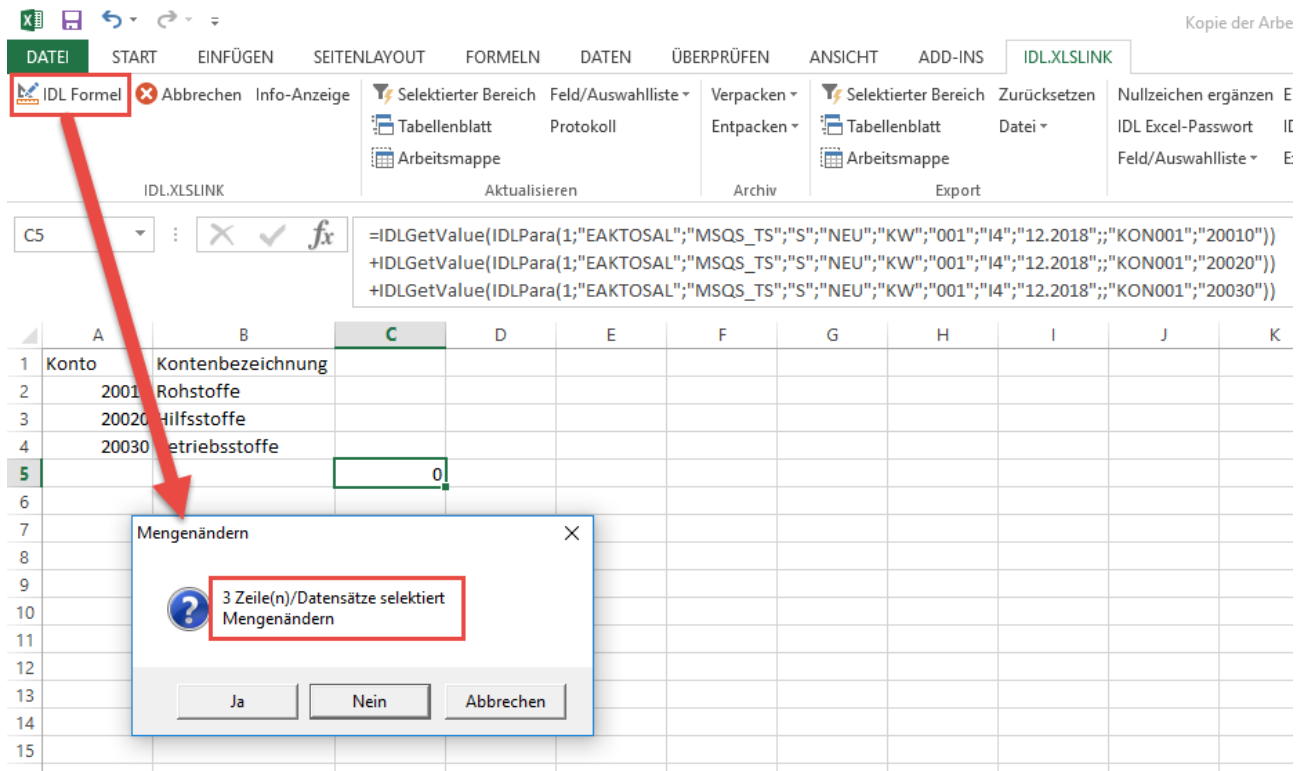 Kopie der Arbe
DATEI START EINFÜGEN SEITENLAYOUT FORMELN DATEN ÜBERPRÜFEN ANSICHT ADD-INS IDL.XLSLINK
IDL Formel Abbrechen Info-Anzeige Selektierter Bereich Feld/Auswahlliste Verpacken Selektierter Bereich Zurücksetzen Nullzeichen ergänzen
Tabellenblatt Protokoll Entpacken Tabellenblatt Datei IDL Excel-Passwort
Arbeitsmappe Arbeitsmappe Feld/Auswahlliste
IDL.XLSLINK Aktualisieren Archiv Export
C5 fx =IDLGetValue(IDLPara(1;"EAKTOSAL";"MSQS_TS";"S";"NEU";"KW";"001";"I4";"12.2018";;"KON001";"20010"))
+IDLGetValue(IDLPara(1;"EAKTOSAL";"MSQS_TS";"S";"NEU";"KW";"001";"I4";"12.2018";;"KON001";"20020"))
+IDLGetValue(IDLPara(1;"EAKTOSAL";"MSQS_TS";"S";"NEU";"KW";"001";"I4";"12.2018";;"KON001";"20030"))
A B C D E F G H I J K
1 Konto Kontenbezeichnung
2 2001 Rohstoffe
3 20020 Hilfsstoffe
4 20030 etriebsstoffe
5 0
6
7
8
9
10
11
12
13
14
15
Mengenändern
3 Zeile(n)/Datensätze selektiert
Mengenändern
Ja Nein Abbrechen